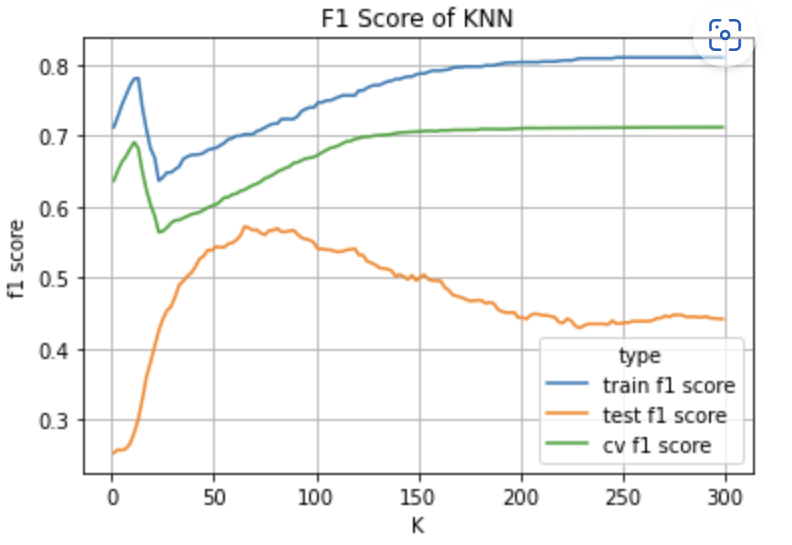 F1 Score of KNN
0.8
0.7
0.6
0.5
0.4
0.3
f1 score
0 50 100 150 200 250 300
K
type
train f1 score
test f1 score
cv f1 score